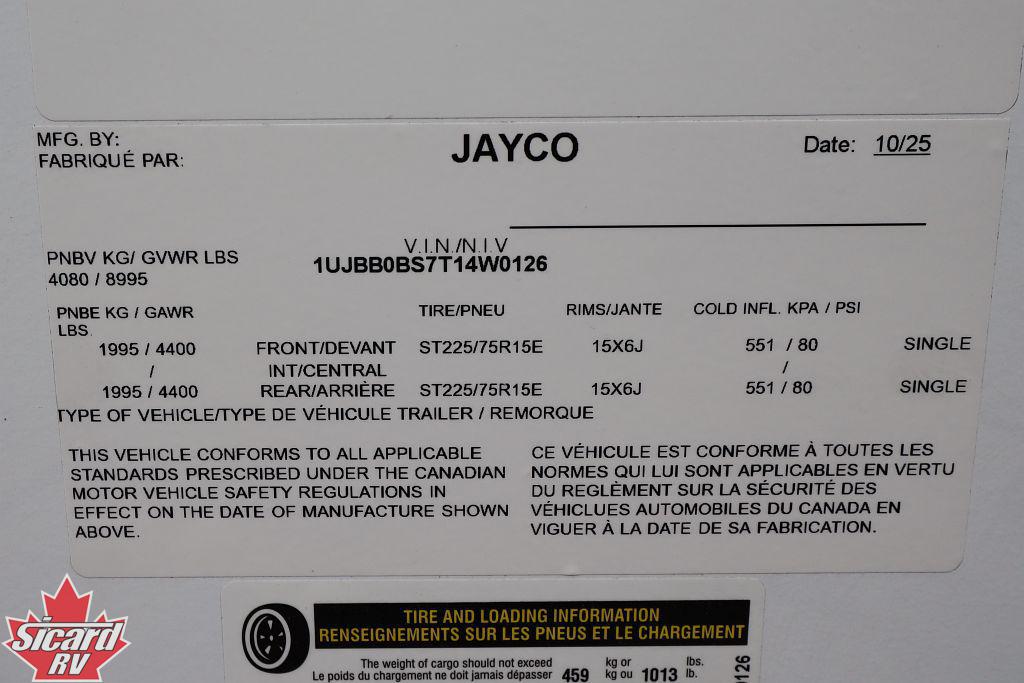 MFG. BY:
FABRIQUÉ PAR:
JAYCO
Date: 10/25
V.I.N./N.I.V
PNBV KG/ GVWR LBS
1UJBB0BS7T14W0126
4080 / 8995
PNBE KG / GAWR TIRE/PNEU RIMS/JANTE COLD INFL. KPA / PSI
LBS.
1995 / 4400 FRONT/DEVANT ST225/75R15E 15X6J 551 / 80 SINGLE
/ INT/CENTRAL /
1995 / 4400 REAR/ARRIÈRE ST225/75R15E 15X6J 551 / 80 SINGLE
TYPE OF VEHICLE/TYPE DE VÉHICULE TRAILER / REMORQUE
THIS VEHICLE CONFORMS TO ALL APPLICABLE
STANDARDS PRESCRIBED UNDER THE CANADIAN
MOTOR VEHICLE SAFETY REGULATIONS IN
EFFECT ON THE DATE OF MANUFACTURE SHOWN
ABOVE.
CE VÉHICULE EST CONFORME À TOUTES LES
NORMES QUI LUI SONT APPLICABLES EN VERTU
DU REGLÈMENT SUR LA SÉCURITÉ DES
VÉHICLUES AUTOMOBILES DU CANADA EN
VIGUER À LA DATE DE SA FABRICATION.
TIRE AND LOADING INFORMATION
RENSEIGNEMENTS SUR LES PNEUS ET LE CHARGEMENT
The weight of cargo should not exceed kg or lbs.
Le poids du chargement ne doit jamais dépasser 459 kg ou 1013 lb.
0126
Sicard
RV